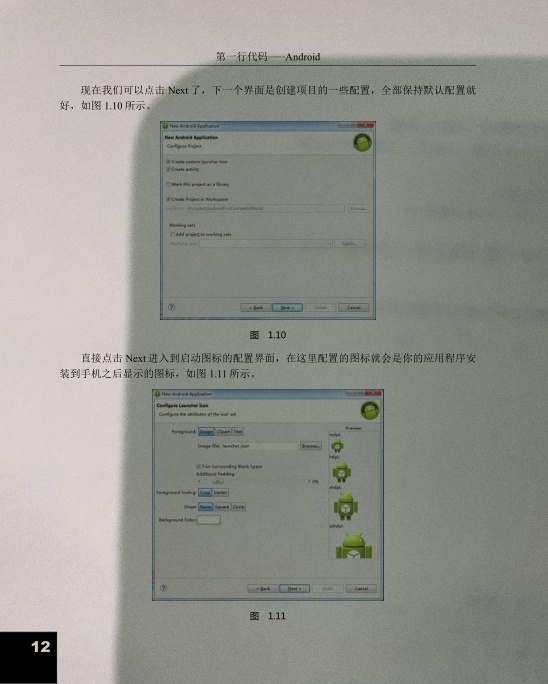 第一行代码——Android
现在我们可以点击 Next 了，下一个界面是创建项目的一些配置，全部保持默认配置就
好，如图 1.10 所示。
New Android Application
New Android Application
Configure Project
Create custom launcher icon
Create activity
Mark this project as a library
Create Project in Workspace
Browse...
Working sets
Add project to working sets
Working sets:
Select...
< Back
Next >
Finish
Cancel
图 1.10
直接点击 Next 进入到启动图标的配置界面，在这里配置的图标就会是你的应用程序安
装到手机之后显示的图标，如图 1.11 所示。
New Android Application
Configure Launcher Icon
Configure the attributes of the icon set
Foreground: Image Clipart Text
Preview:
mdpi:
Image File: launcher_icon
Browse...
hdpi:
Trim Surrounding Blank Space
Additional Padding:
xhdpi:
Foreground Scaling: Crop Center
Shape None Square Circle
Background Color:
xxhdpi:
< Back
Next >
Finish
Cancel
图 1.11
12